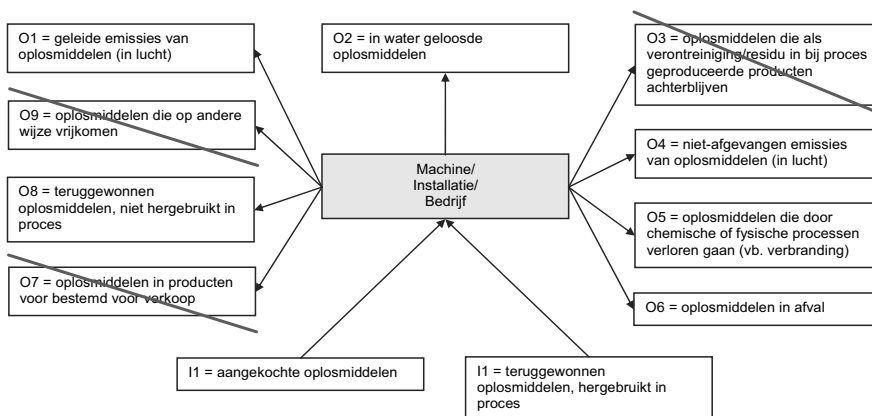 O1 = geleide emissies van
oplosmiddelen (in lucht)
O2 = in water geloosde
oplosmiddelen
O3 = oplosmiddelen die als
verontreiniging/residu in bij proces
geproduceerde producten
achterblijven
O9 = oplosmiddelen die op andere
wijze vrijkomen
O4 = niet-afgevangen emissies
van oplosmiddelen (in lucht)
Machine/
Installatie/
Bedrijf
O8 = teruggewonnen
oplosmiddelen, niet hergebruikt in
proces
O5 = oplosmiddelen die door
chemische of fysische processen
verloren gaan (vb. verbranding)
O7 = oplosmiddelen in producten
voor bestemd voor verkoop
O6 = oplosmiddelen in afval
I1 = aangekochte oplosmiddelen
I1 = teruggewonnen
oplosmiddelen, hergebruikt in
proces